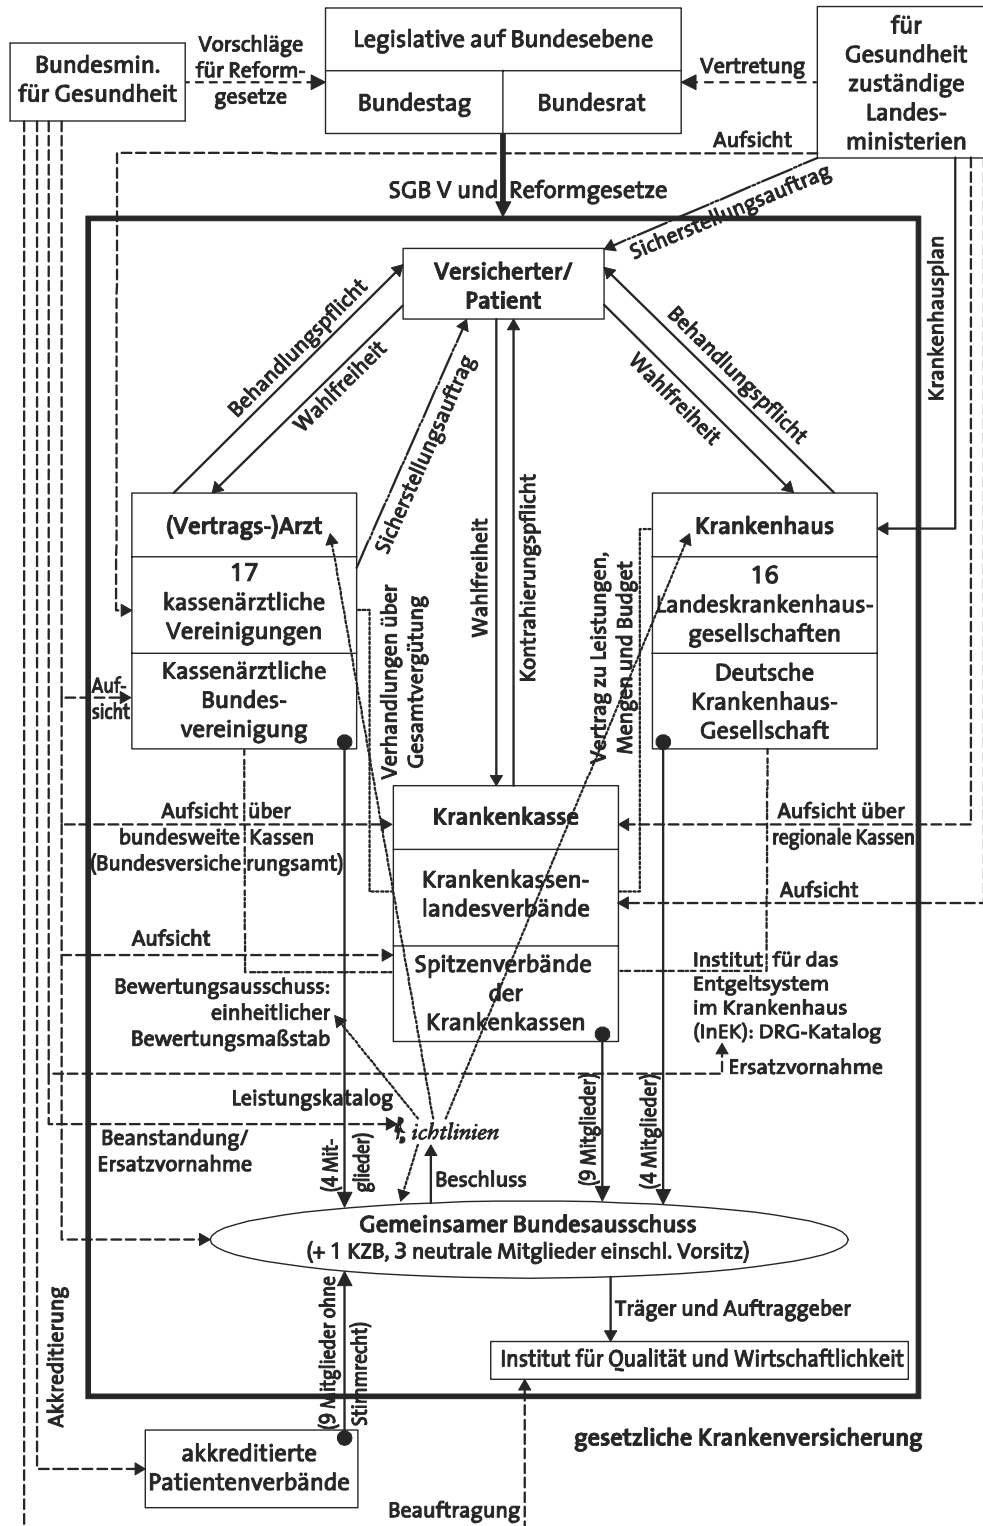 Bundesmin.
für Gesundheit
Vorschläge
für Reform-
gesetze
Legislative auf Bundesebene
Bundestag
Bundesrat
Vertretung
für
Gesundheit
zuständige
Landes-
ministerien
Aufsicht
SGB V und Reformgesetze
Sicherstellungsauftrag
Krankenhausplan
Versicherter/
Patient
Behandlungspflicht
Wahlfreiheit
Sicherstellungsauftrag
Wahlfreiheit
Kontrahierungspflicht
Wahlfreiheit
Behandlungspflicht
(Vertrags-)Arzt
17
kassenärztliche
Vereinigungen
Kassenärztliche
Bundes-
vereinigung
Auf-
sicht
Verhandlungen über
Gesamtvergütung
Vertrag zu Leistungen,
Mengen und Budget
Krankenhaus
16
Landeskrankenhaus-
gesellschaften
Deutsche
Krankenhaus-
Gesellschaft
Aufsicht über
bundesweite Kassen
(Bundesversicherungsamt)
Krankenkasse
Krankenkassen-
landesverbände
Spitzenverbände
der
Krankenkassen
Aufsicht über
regionale Kassen
Aufsicht
Aufsicht
Bewertungsausschuss:
einheitlicher
Bewertungsmaßstab
Institut für das
Entgeltsystem
im Krankenhaus
(InEK): DRG-Katalog
Ersatzvornahme
Leistungskatalog
Beanstandung/
Ersatzvornahme
Richtlinien
Beschluss
(4 Mit-
glieder)
(9 Mitglieder)
(4 Mitglieder)
Gemeinsamer Bundesausschuss
(+ 1 KZB, 3 neutrale Mitglieder einschl. Vorsitz)
Akkreditierung
(9 Mitglieder ohne
Stimmrecht)
Träger und Auftraggeber
Institut für Qualität und Wirtschaftlichkeit
gesetzliche Krankenversicherung
akkreditierte
Patientenverbände
Beauftragung